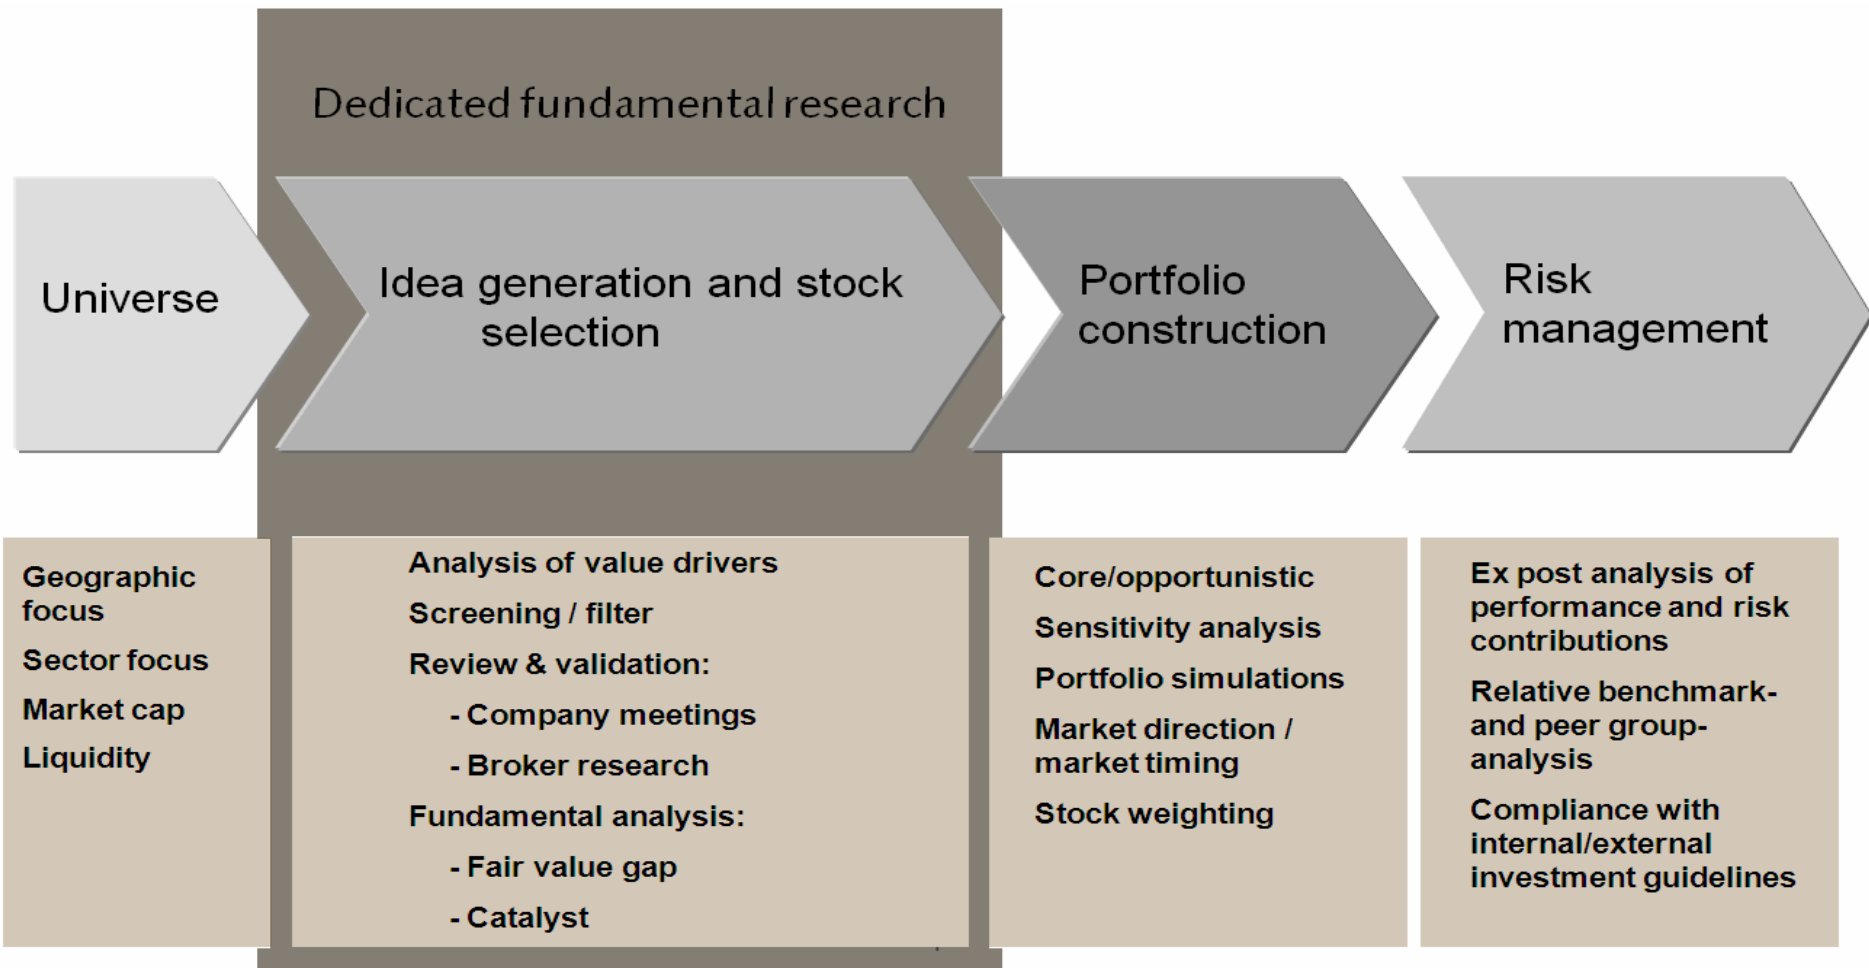 Dedicated fundamental research
Universe
Idea generation and stock
selection
Portfolio
construction
Risk
management
Geographic
focus
Sector focus
Market cap
Liquidity
Analysis of value drivers
Screening / filter
Review & validation:
- Company meetings
- Broker research
Fundamental analysis:
- Fair value gap
- Catalyst
Core/opportunistic
Sensitivity analysis
Portfolio simulations
Market direction /
market timing
Stock weighting
Ex post analysis of
performance and risk
contributions
Relative benchmark-
and peer group-
analysis
Compliance with
internal/external
investment guidelines